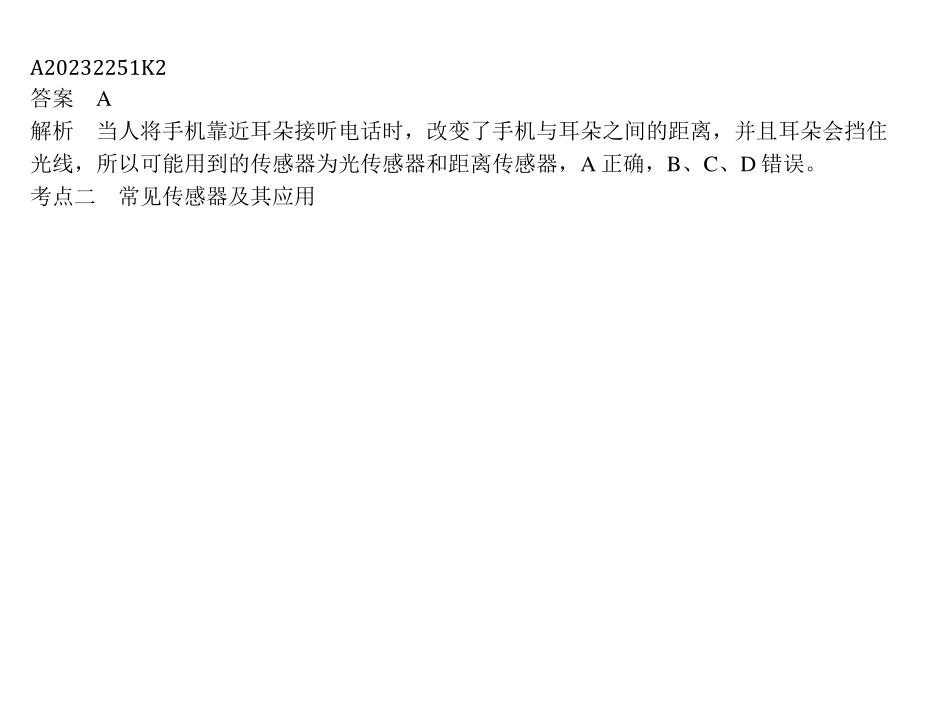 A20232251K2
答案　A
解析　当人将手机靠近耳朵接听电话时，改变了手机与耳朵之间的距离，并且耳朵会挡住
光线，所以可能用到的传感器为光传感器和距离传感器，A 正确，B、C、D 错误。
考点二　常见传感器及其应用